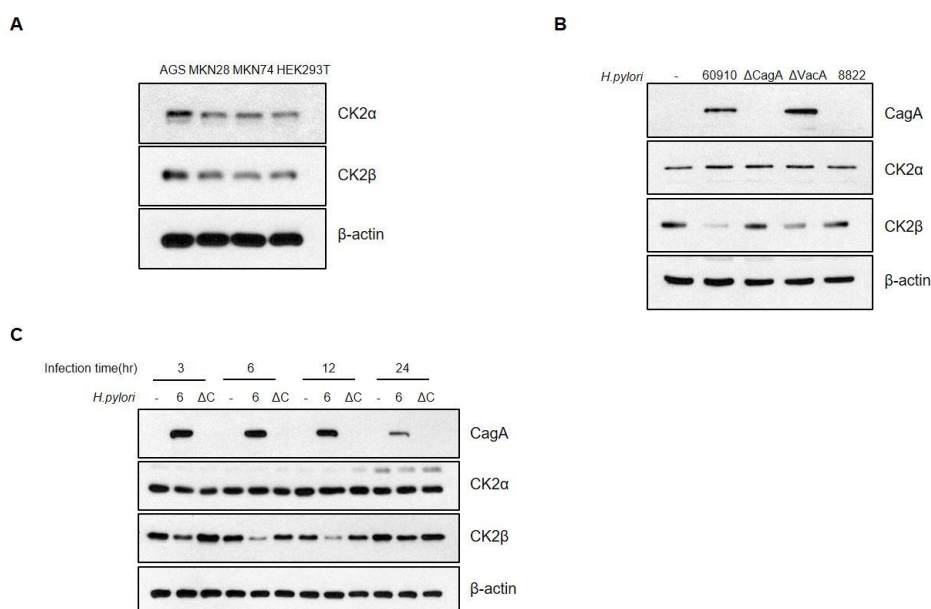 A
AGS MKN28 MKN74 HEK293T
CK2α
CK2β
β-actin
B
H.pylori - 60910 ΔCagA ΔVacA 8822
CagA
CK2α
CK2β
β-actin
C
Infection time(hr) 3 6 12 24
H.pylori - 6 ΔC - 6 ΔC - 6 ΔC - 6 ΔC
CagA
CK2α
CK2β
β-actin